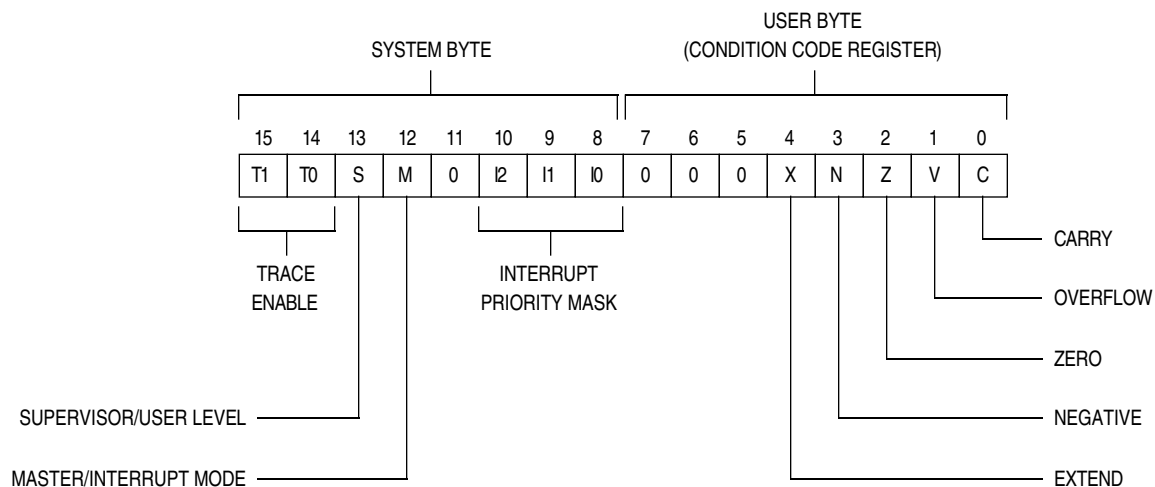 USER BYTE
SYSTEM BYTE (CONDITION CODE REGISTER)
15 14 13 12 11 10 9 8 7 6 5 4 3 2 1 0
T1 T0 S M 0 I2 I1 I0 0 0 0 X N Z V C
CARRY
TRACE INTERRUPT
ENABLE PRIORITY MASK
OVERFLOW
ZERO
SUPERVISOR/USER LEVEL NEGATIVE
MASTER/INTERRUPT MODE EXTEND